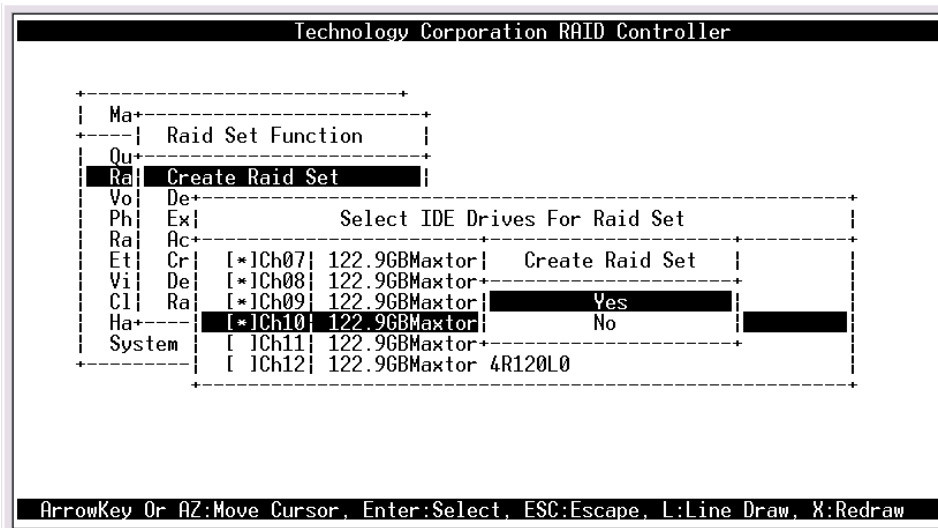 Technology Corporation RAID Controller
Ma
Raid Set Function
Qu
Ra Create Raid Set
Vo De
Ph Ex Select IDE Drives For Raid Set
Ra Ac
Et Cr [*]Ch07| 122.9GBMaxtor Create Raid Set
Vi De [*]Ch08| 122.9GBMaxtor
Cl Ra [*]Ch09| 122.9GBMaxtor Yes
Ha [*]Ch10| 122.9GBMaxtor No
System [ ]Ch11| 122.9GBMaxtor
[ ]Ch12| 122.9GBMaxtor 4R120L0
ArrowKey Or AZ:Move Cursor, Enter:Select, ESC:Escape, L:Line Draw, X:Redraw